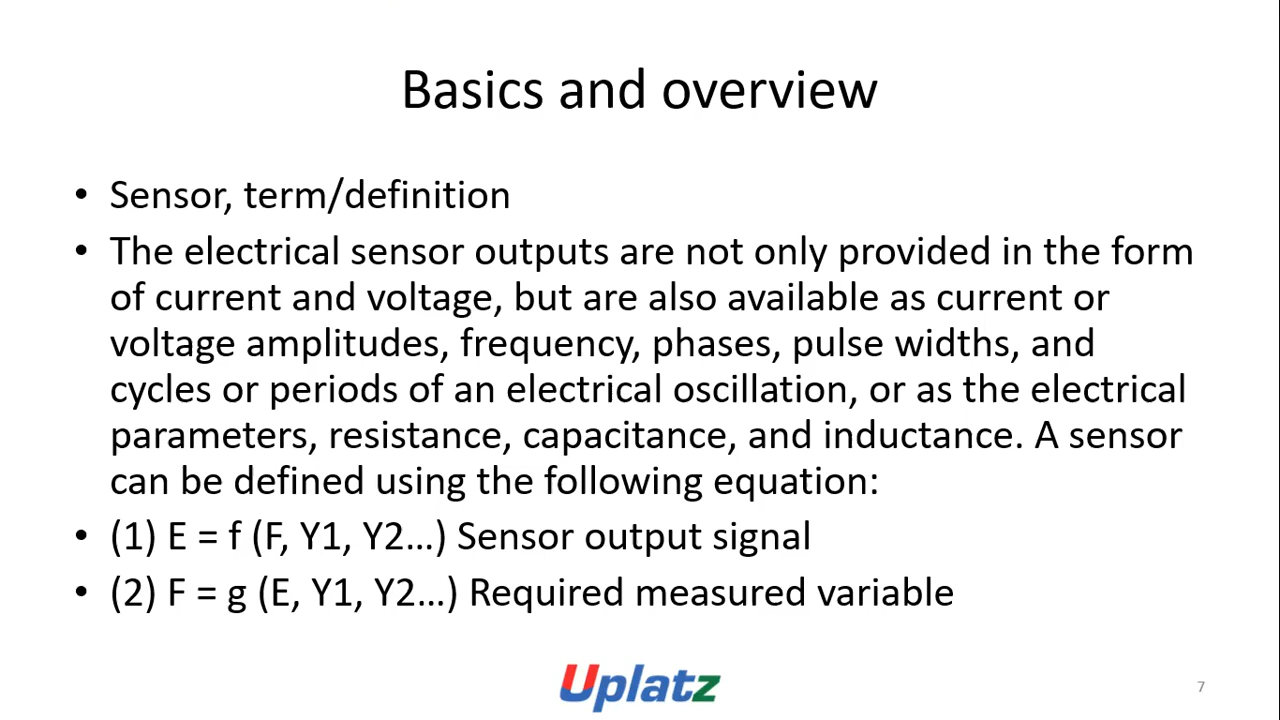 Basics and overview
• Sensor, term/definition
• The electrical sensor outputs are not only provided in the form
of current and voltage, but are also available as current or
voltage amplitudes, frequency, phases, pulse widths, and
cycles or periods of an electrical oscillation, or as the electrical
parameters, resistance, capacitance, and inductance. A sensor
can be defined using the following equation:
• (1) E = f (F, Y1, Y2…) Sensor output signal
• (2) F = g (E, Y1, Y2…) Required measured variable
Uplatz
7